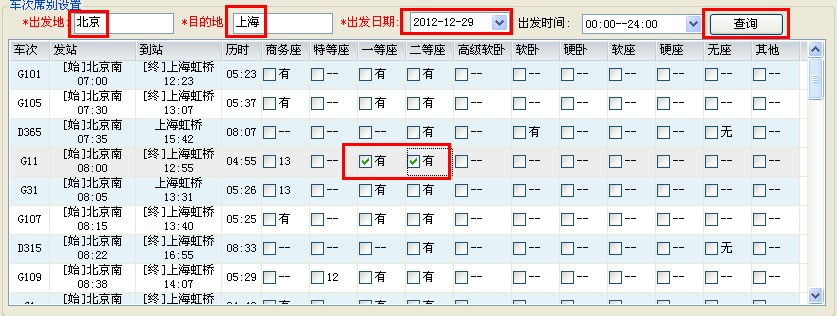 车次席别设置
*出发地: 北京 *目的地 上海 *出发日期: 2012-12-29 出发时间: 00:00--24:00 查询
车次 发站 到站 历时 商务座 特等座 一等座 二等座 高级软卧 软卧 硬卧 软座 硬座 无座 其他
G101 [始]北京南 07:00 [终]上海虹桥 12:23 05:23 有 -- 有 有 -- -- -- -- -- -- --
G105 [始]北京南 07:30 [终]上海虹桥 13:07 05:37 有 -- 有 有 -- -- -- -- -- -- --
D365 [始]北京南 07:35 上海虹桥 15:42 08:07 -- -- -- 有 -- 有 -- -- -- 无 --
G11 [始]北京南 08:00 [终]上海虹桥 12:55 04:55 13 -- 有 有 -- -- -- -- -- -- --
G31 [始]北京南 08:05 上海虹桥 13:31 05:26 13 -- 有 有 -- -- -- -- -- -- --
G107 [始]北京南 08:15 [终]上海虹桥 13:40 05:25 有 -- 有 有 -- -- -- -- -- -- --
D315 [始]北京南 08:22 [终]上海虹桥 16:55 08:33 -- -- 有 有 -- -- -- -- -- 无 --
G109 [始]北京南 08:38 [终]上海虹桥 14:07 05:29 -- 12 有 有 -- -- -- -- -- -- --